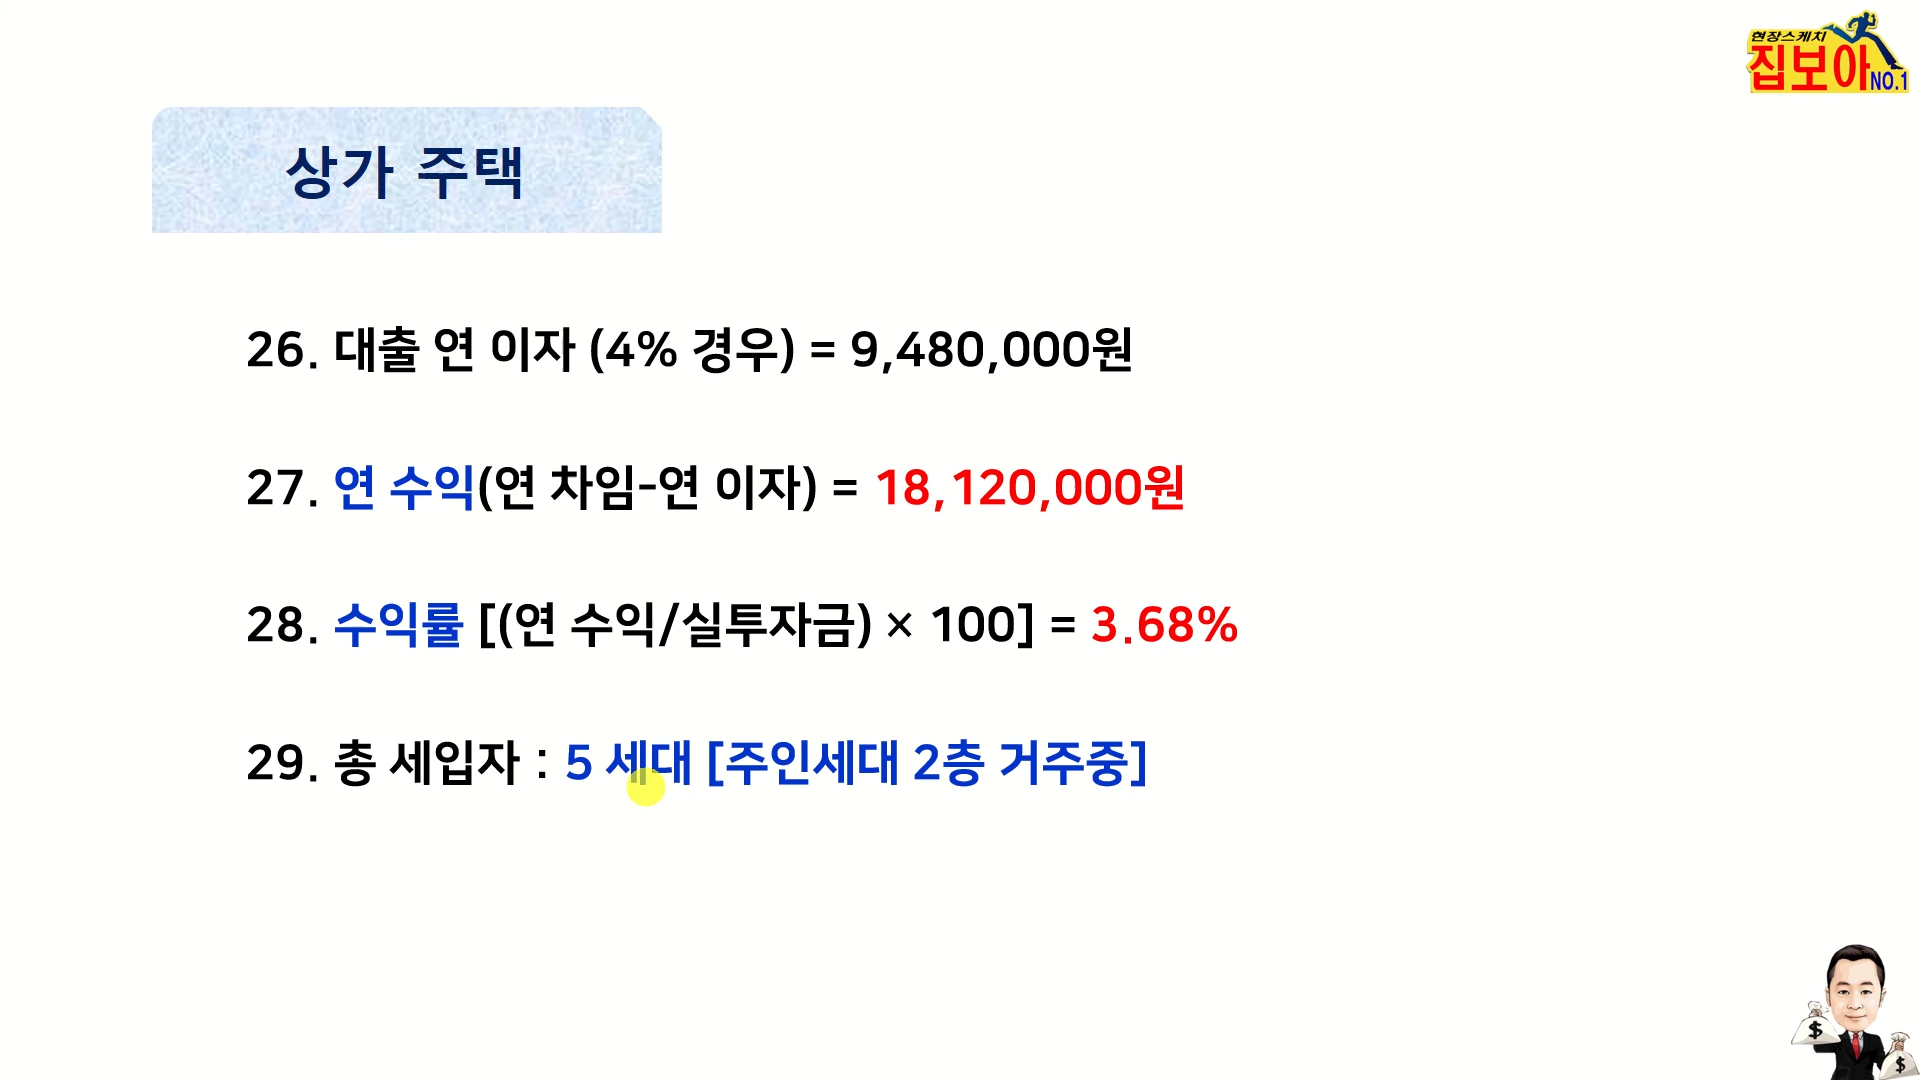 현장스케치
집보아NO.1
상가 주택
26. 대출 연 이자 (4% 경우) = 9,480,000원
27. 연 수익(연 차임-연 이자) = 18,120,000원
28. 수익률 [(연 수익/실투자금) × 100] = 3.68%
29. 총 세입자 : 5 세대 [주인세대 2층 거주중]
$
$